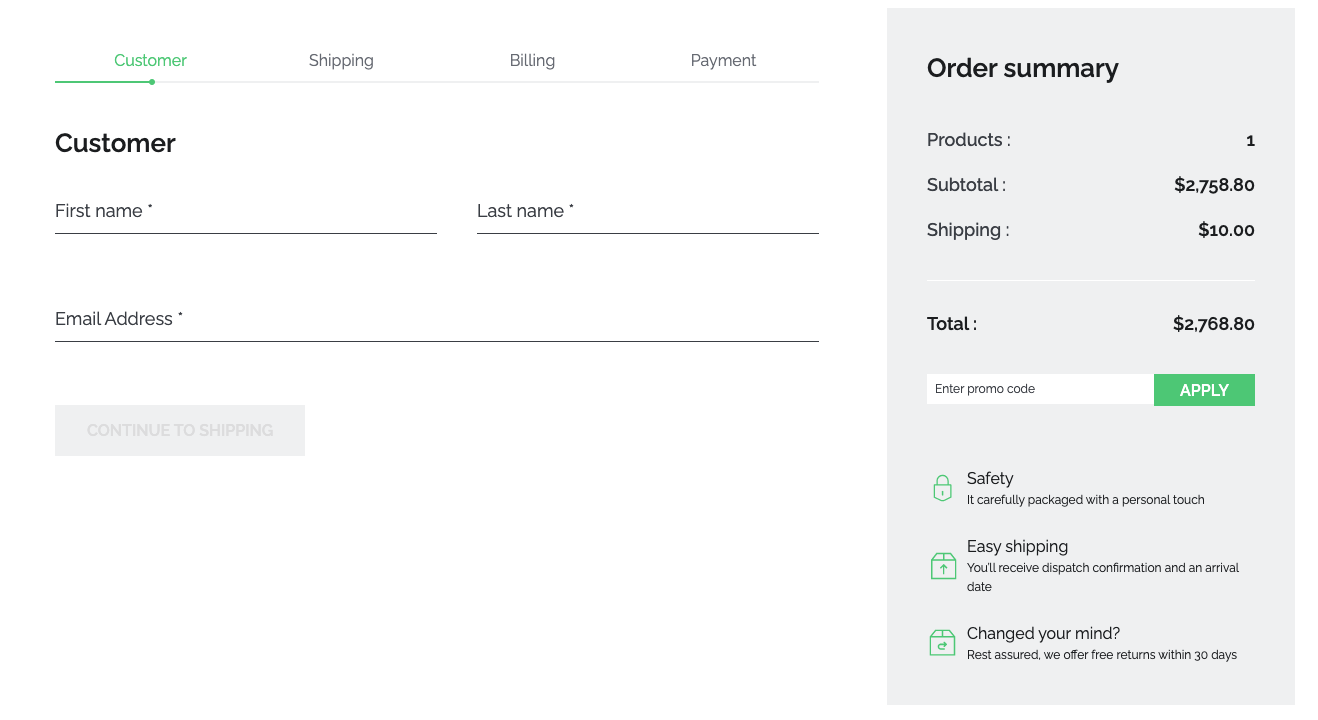 Customer
Shipping
Billing
Payment
Customer
First name *
Last name *
Email Address *
CONTINUE TO SHIPPING
Order summary
Products : 1
Subtotal : $2,758.80
Shipping : $10.00
Total : $2,768.80
Enter promo code
APPLY
Safety
It carefully packaged with a personal touch
Easy shipping
You'll receive dispatch confirmation and an arrival
date
Changed your mind?
Rest assured, we offer free returns within 30 days